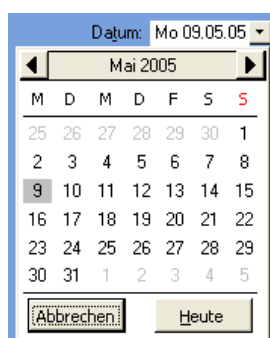 Datum: Mo 09.05.05
Mai 2005
M D M D F S S
25 26 27 28 29 30 1
2 3 4 5 6 7 8
9 10 11 12 13 14 15
16 17 18 19 20 21 22
23 24 25 26 27 28 29
30 31 1 2 3 4 5
Abbrechen Heute